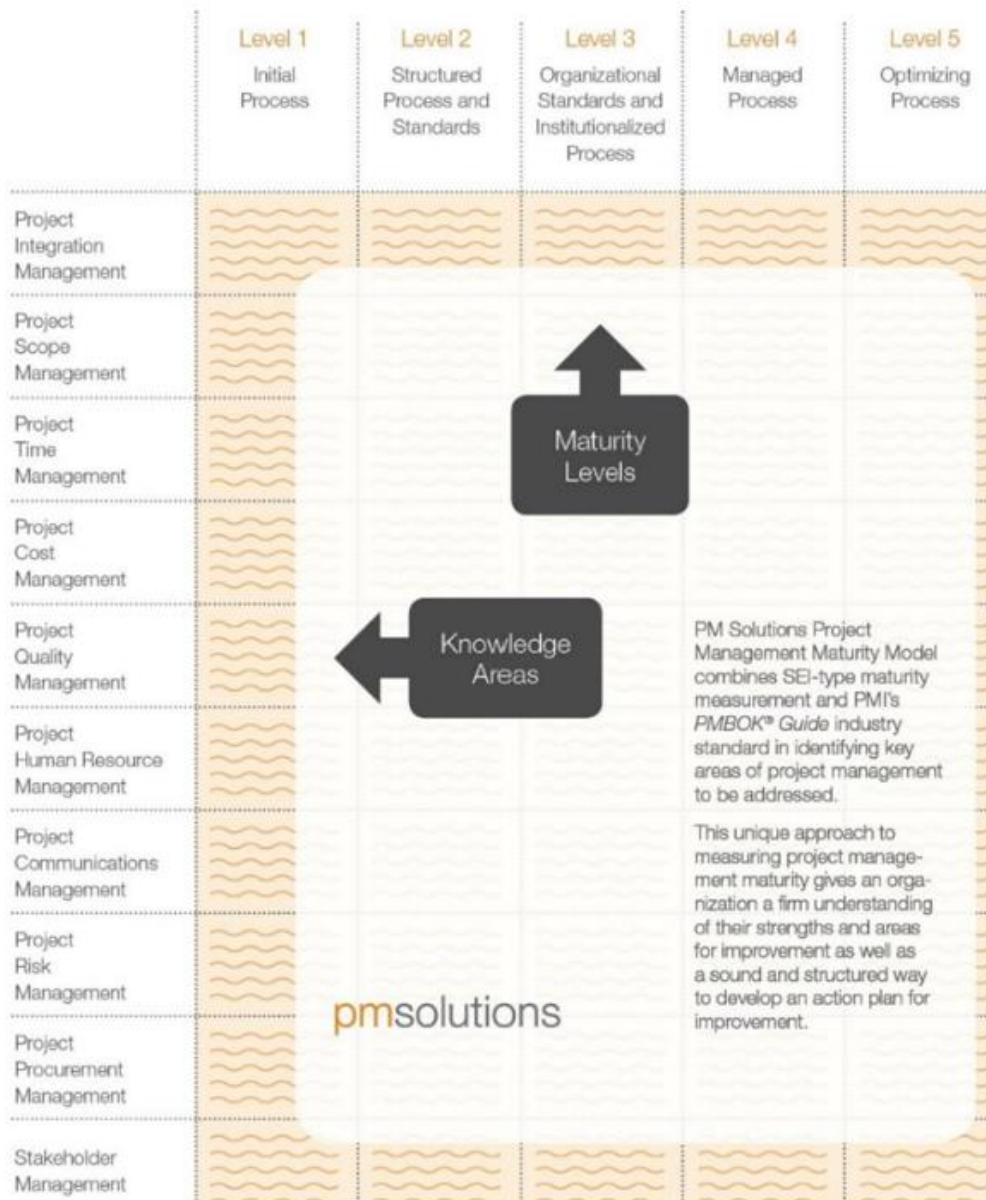 Level 1
Initial
Process
Level 2
Structured
Process and
Standards
Level 3
Organizational
Standards and
Institutionalized
Process
Level 4
Managed
Process
Level 5
Optimizing
Process
Project
Integration
Management
Project
Scope
Management
Project
Time
Management
Project
Cost
Management
Project
Quality
Management
Project
Human Resource
Management
Project
Communications
Management
Project
Risk
Management
Project
Procurement
Management
Stakeholder
Management
Maturity
Levels
Knowledge
Areas
PM Solutions Project
Management Maturity Model
combines SEI-type maturity
measurement and PMI's
PMBOK® Guide industry
standard in identifying key
areas of project management
to be addressed.
This unique approach to
measuring project manage-
ment maturity gives an orga-
nization a firm understanding
of their strengths and areas
for improvement as well as
a sound and structured way
to develop an action plan for
improvement.
pmsolutions